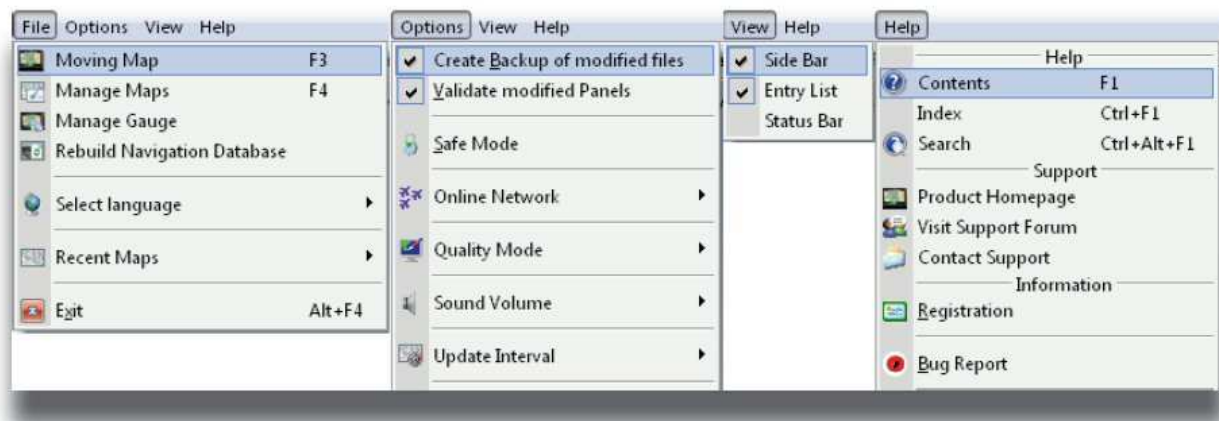 File Options View Help
Moving Map F3
Manage Maps F4
Manage Gauge
Rebuild Navigation Database
Select language
Recent Maps
Exit Alt+F4
Options View Help
Create Backup of modified files
Validate modified Panels
Safe Mode
Online Network
Quality Mode
Sound Volume
Update Interval
View Help
Side Bar
Entry List
Status Bar
Help
Help
Contents F1
Index Ctrl+F1
Search Ctrl+Alt+F1
Support
Product Homepage
Visit Support Forum
Contact Support
Information
Registration
Bug Report